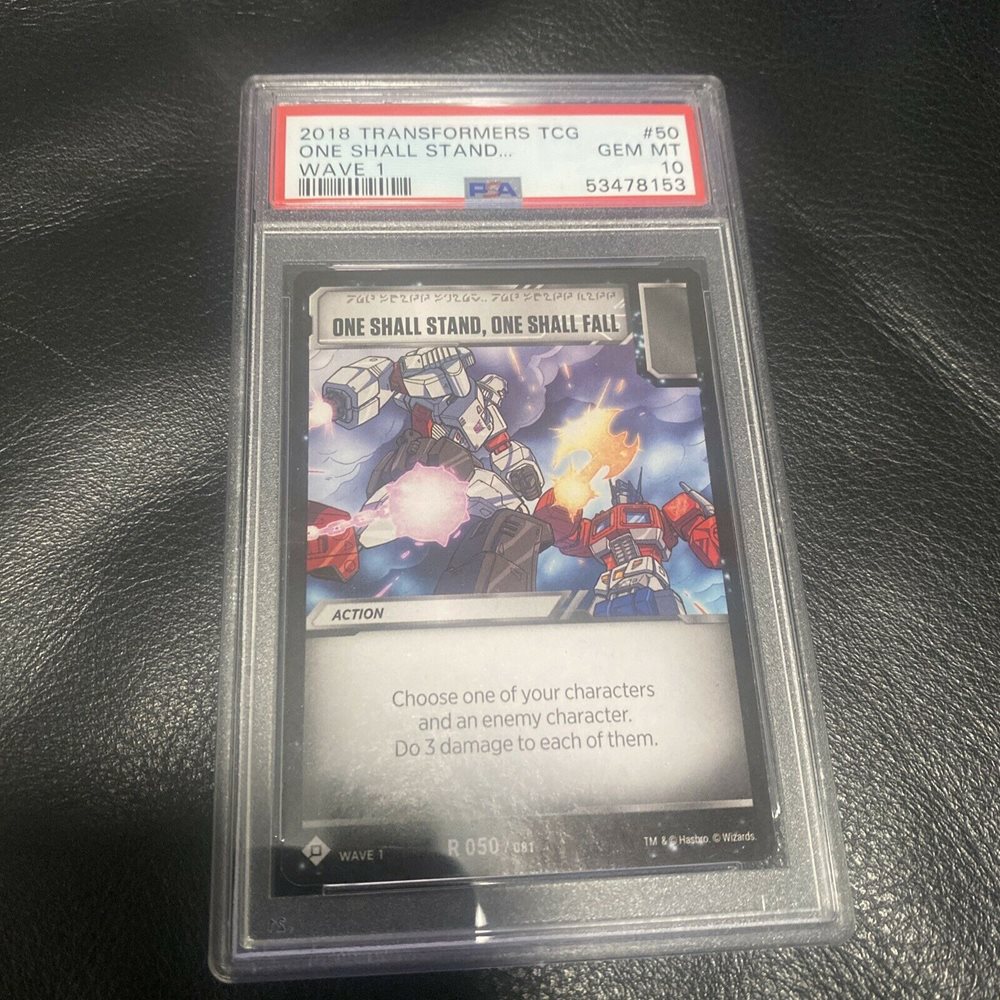 2018 TRANSFORMERS TCG #50
ONE SHALL STAND... GEM MT
WAVE 1 10
PSA 53478153
ONE SHALL STAND, ONE SHALL FALL
ACTION
Choose one of your characters
and an enemy character.
Do 3 damage to each of them.
WAVE 1 R 050 / 081 TM & © Hasbro. © Wizards.